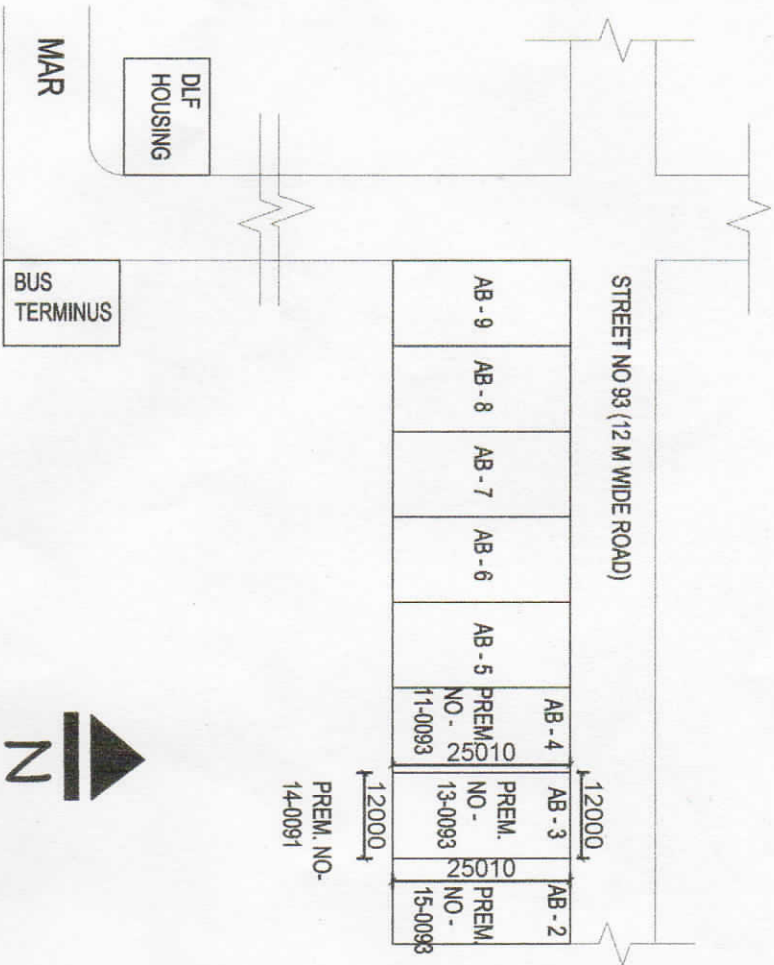 MAR
DLF
HOUSING
BUS
TERMINUS
STREET NO 93 (12 M WIDE ROAD)
AB - 9
AB - 8
AB - 7
AB - 6
AB - 5
AB - 4
PREM.
NO -
11-0093
25010
AB - 3
PREM.
NO -
13-0093
12000
12000
25010
AB - 2
PREM.
NO -
15-0093
PREM. NO-
14-0091
N